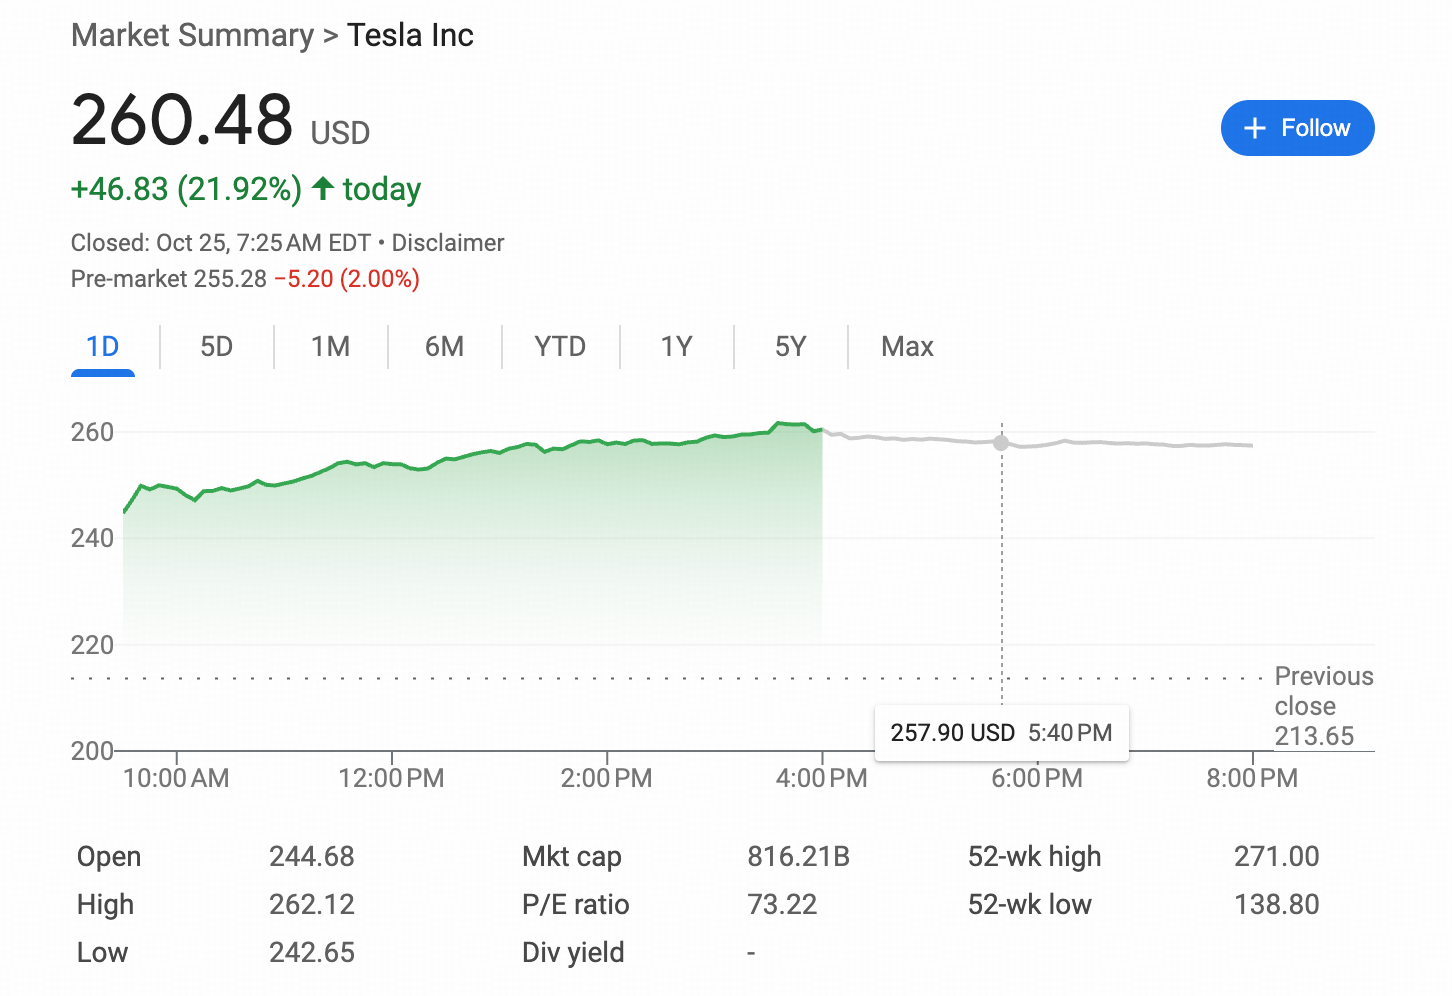 Market Summary > Tesla Inc
260.48 USD
+ Follow
+46.83 (21.92%) ↑ today
Closed: Oct 25, 7:25 AM EDT • Disclaimer
Pre-market 255.28 −5.20 (2.00%)
1D 5D 1M 6M YTD 1Y 5Y Max
260
240
220
200
Previous
close
213.65
257.90 USD 5:40 PM
10:00 AM 12:00 PM 2:00 PM 4:00 PM 6:00 PM 8:00 PM
Open 244.68 Mkt cap 816.21B 52-wk high 271.00
High 262.12 P/E ratio 73.22 52-wk low 138.80
Low 242.65 Div yield -